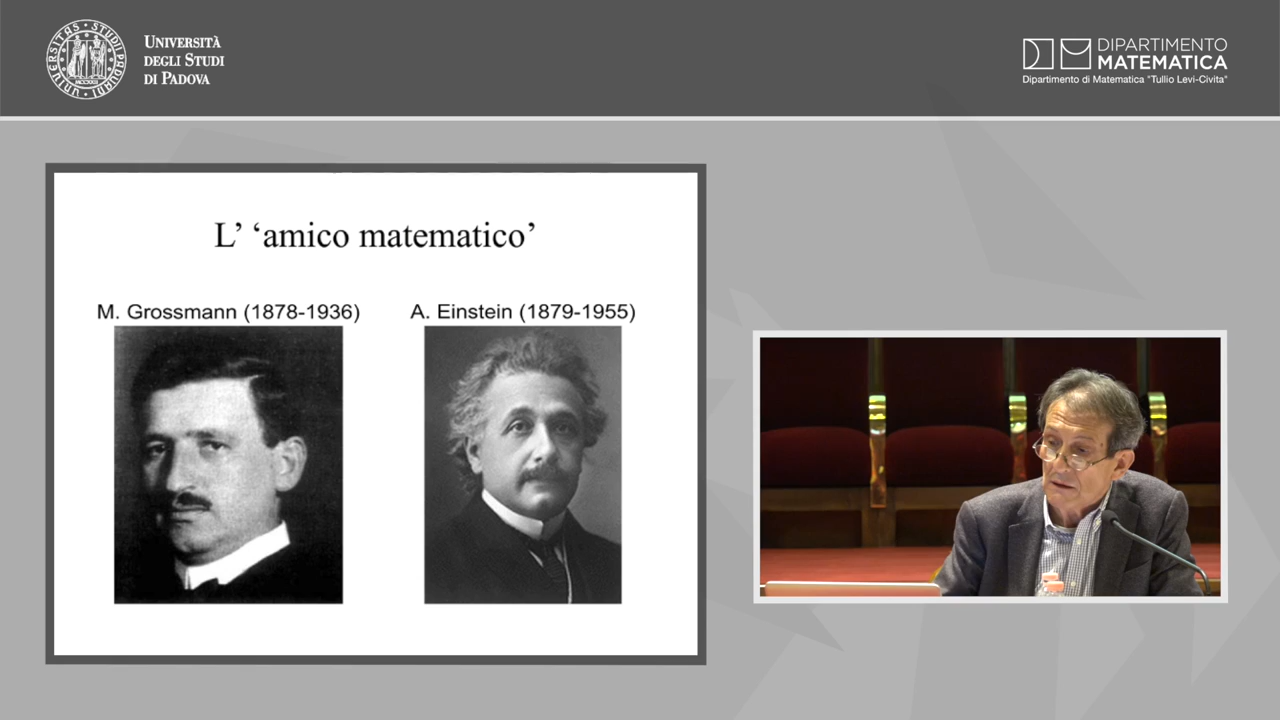 UNIVERSITÀ
DEGLI STUDI
DI PADOVA
DIPARTIMENTO
MATEMATICA
Dipartimento di Matematica "Tullio Levi-Civita"
L’ ‘amico matematico’
M. Grossmann (1878-1936)
A. Einstein (1879-1955)